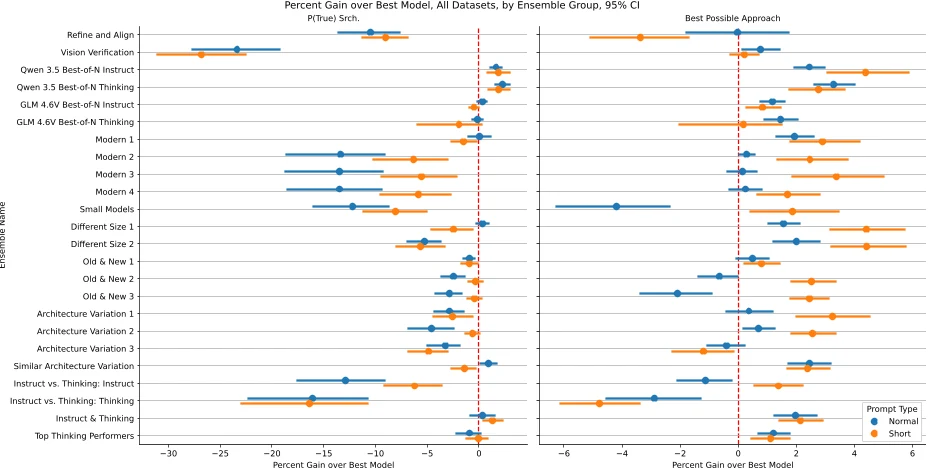 Percent Gain over Best Model, All Datasets, by Ensemble Group, 95% CI
P(True) Srch.
Best Possible Approach
Ensemble Name
Refine and Align
Vision Verification
Qwen 3.5 Best-of-N Instruct
Qwen 3.5 Best-of-N Thinking
GLM 4.6V Best-of-N Instruct
GLM 4.6V Best-of-N Thinking
Modern 1
Modern 2
Modern 3
Modern 4
Small Models
Different Size 1
Different Size 2
Old & New 1
Old & New 2
Old & New 3
Architecture Variation 1
Architecture Variation 2
Architecture Variation 3
Similar Architecture Variation
Instruct vs. Thinking: Instruct
Instruct vs. Thinking: Thinking
Instruct & Thinking
Top Thinking Performers
Prompt Type
Normal
Short
−30 −25 −20 −15 −10 −5 0
−6 −4 −2 0 2 4 6
Percent Gain over Best Model
Percent Gain over Best Model